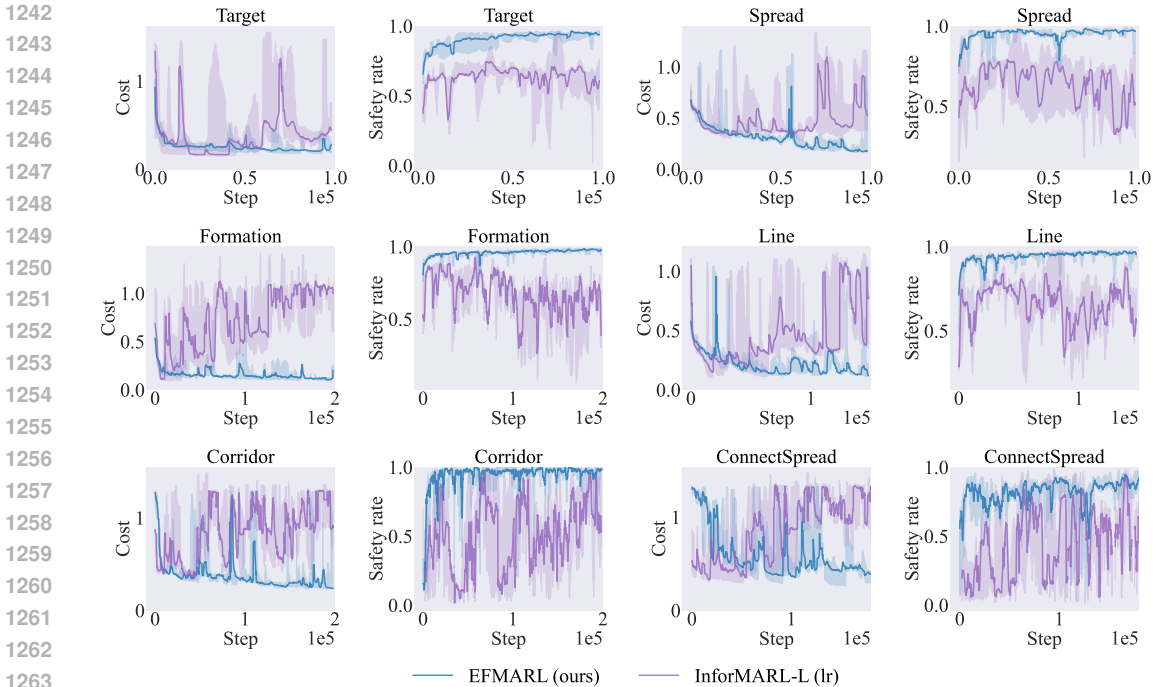 1242
1243
1244
1245
1246
1247
1248
1249
1250
1251
1252
1253
1254
1255
1256
1257
1258
1259
1260
1261
1262
1263
Target
Cost
1
0
0.0 0.5 1.0
Step 1e5
Target
Safety rate
1.0
0.5
0.0
0.0 0.5 1.0
Step 1e5
Spread
Cost
1.0
0.5
0.0
0.0 0.5 1.0
Step 1e5
Spread
Safety rate
1.0
0.5
0.0 0.5 1.0
Step 1e5
Formation
Cost
1.0
0.5
0.0
0 1 2
Step 1e5
Formation
Safety rate
1.0
0.5
0 1 2
Step 1e5
Line
Cost
1.0
0.5
0.0
0 1
Step 1e5
Line
Safety rate
1.0
0.5
0 1
Step 1e5
Corridor
Cost
1
0
0 1 2
Step 1e5
Corridor
Safety rate
1.0
0.5
0.0
0 1 2
Step 1e5
ConnectSpread
Cost
1
0
1
Step 1e5
ConnectSpread
Safety rate
1.0
0.5
0.0
0 1
Step 1e5
EFMARL (ours) InforMARL-L (lr)